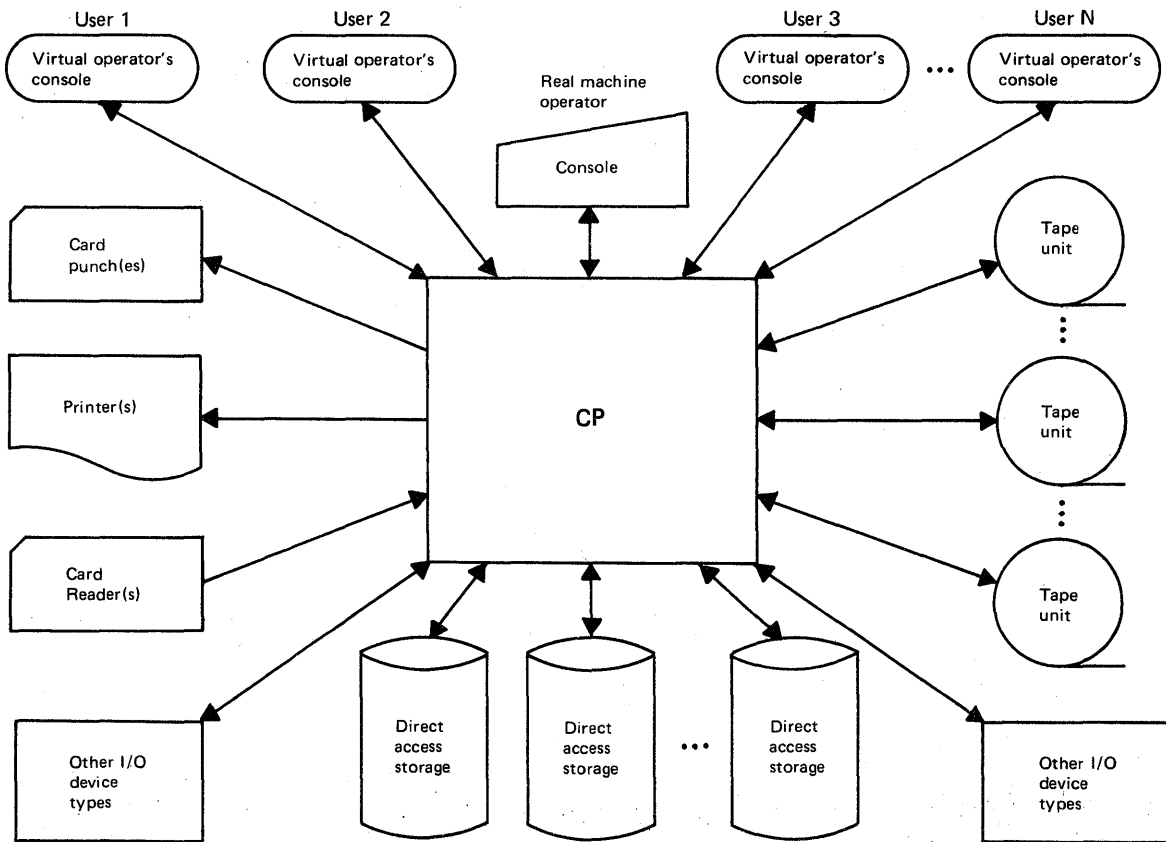 User 1
User 2
User 3
User N
Virtual operator's
console
Virtual operator's
console
Real machine
operator
Console
Virtual operator's
console
Virtual operator's
console
Card
punch(es)
Tape
unit
Printer(s)
CP
Tape
unit
Card
Reader(s)
Tape
unit
Direct
access
storage
Direct
access
storage
Direct
access
storage
Other I/O
device
types
Other I/O
device
types